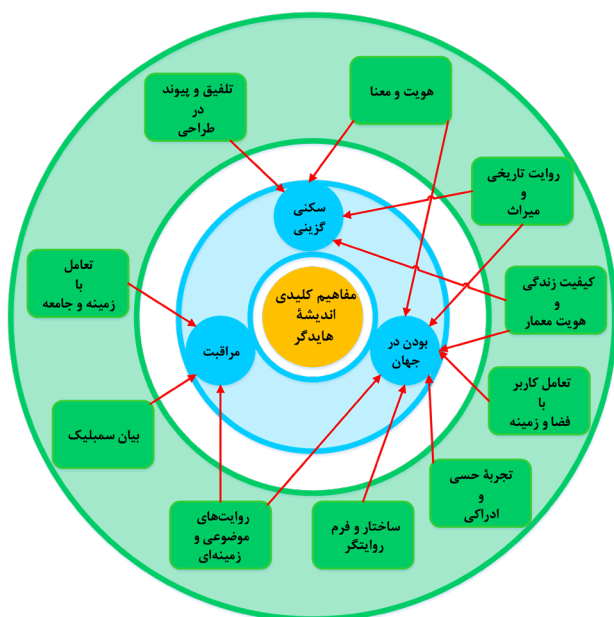 تلفیق و پیوند
در
طراحی
هویت و معنا
روایت تاریخی
و
میراث
سکنی
گزینی
تعامل
با
زمینه و جامعه
مفاهیم کلیدی
اندیشهٔ
هایدگر
کیفیت زندگی
و
هویت معمار
مراقبت
بودن در
جهان
تعامل کاربر
با
فضا و زمینه
بیان سمبلیک
تجربهٔ حسی
و
ادراکی
روایت‌های
موضوعی و
زمینه‌ای
ساختار و فرم
روایتگر